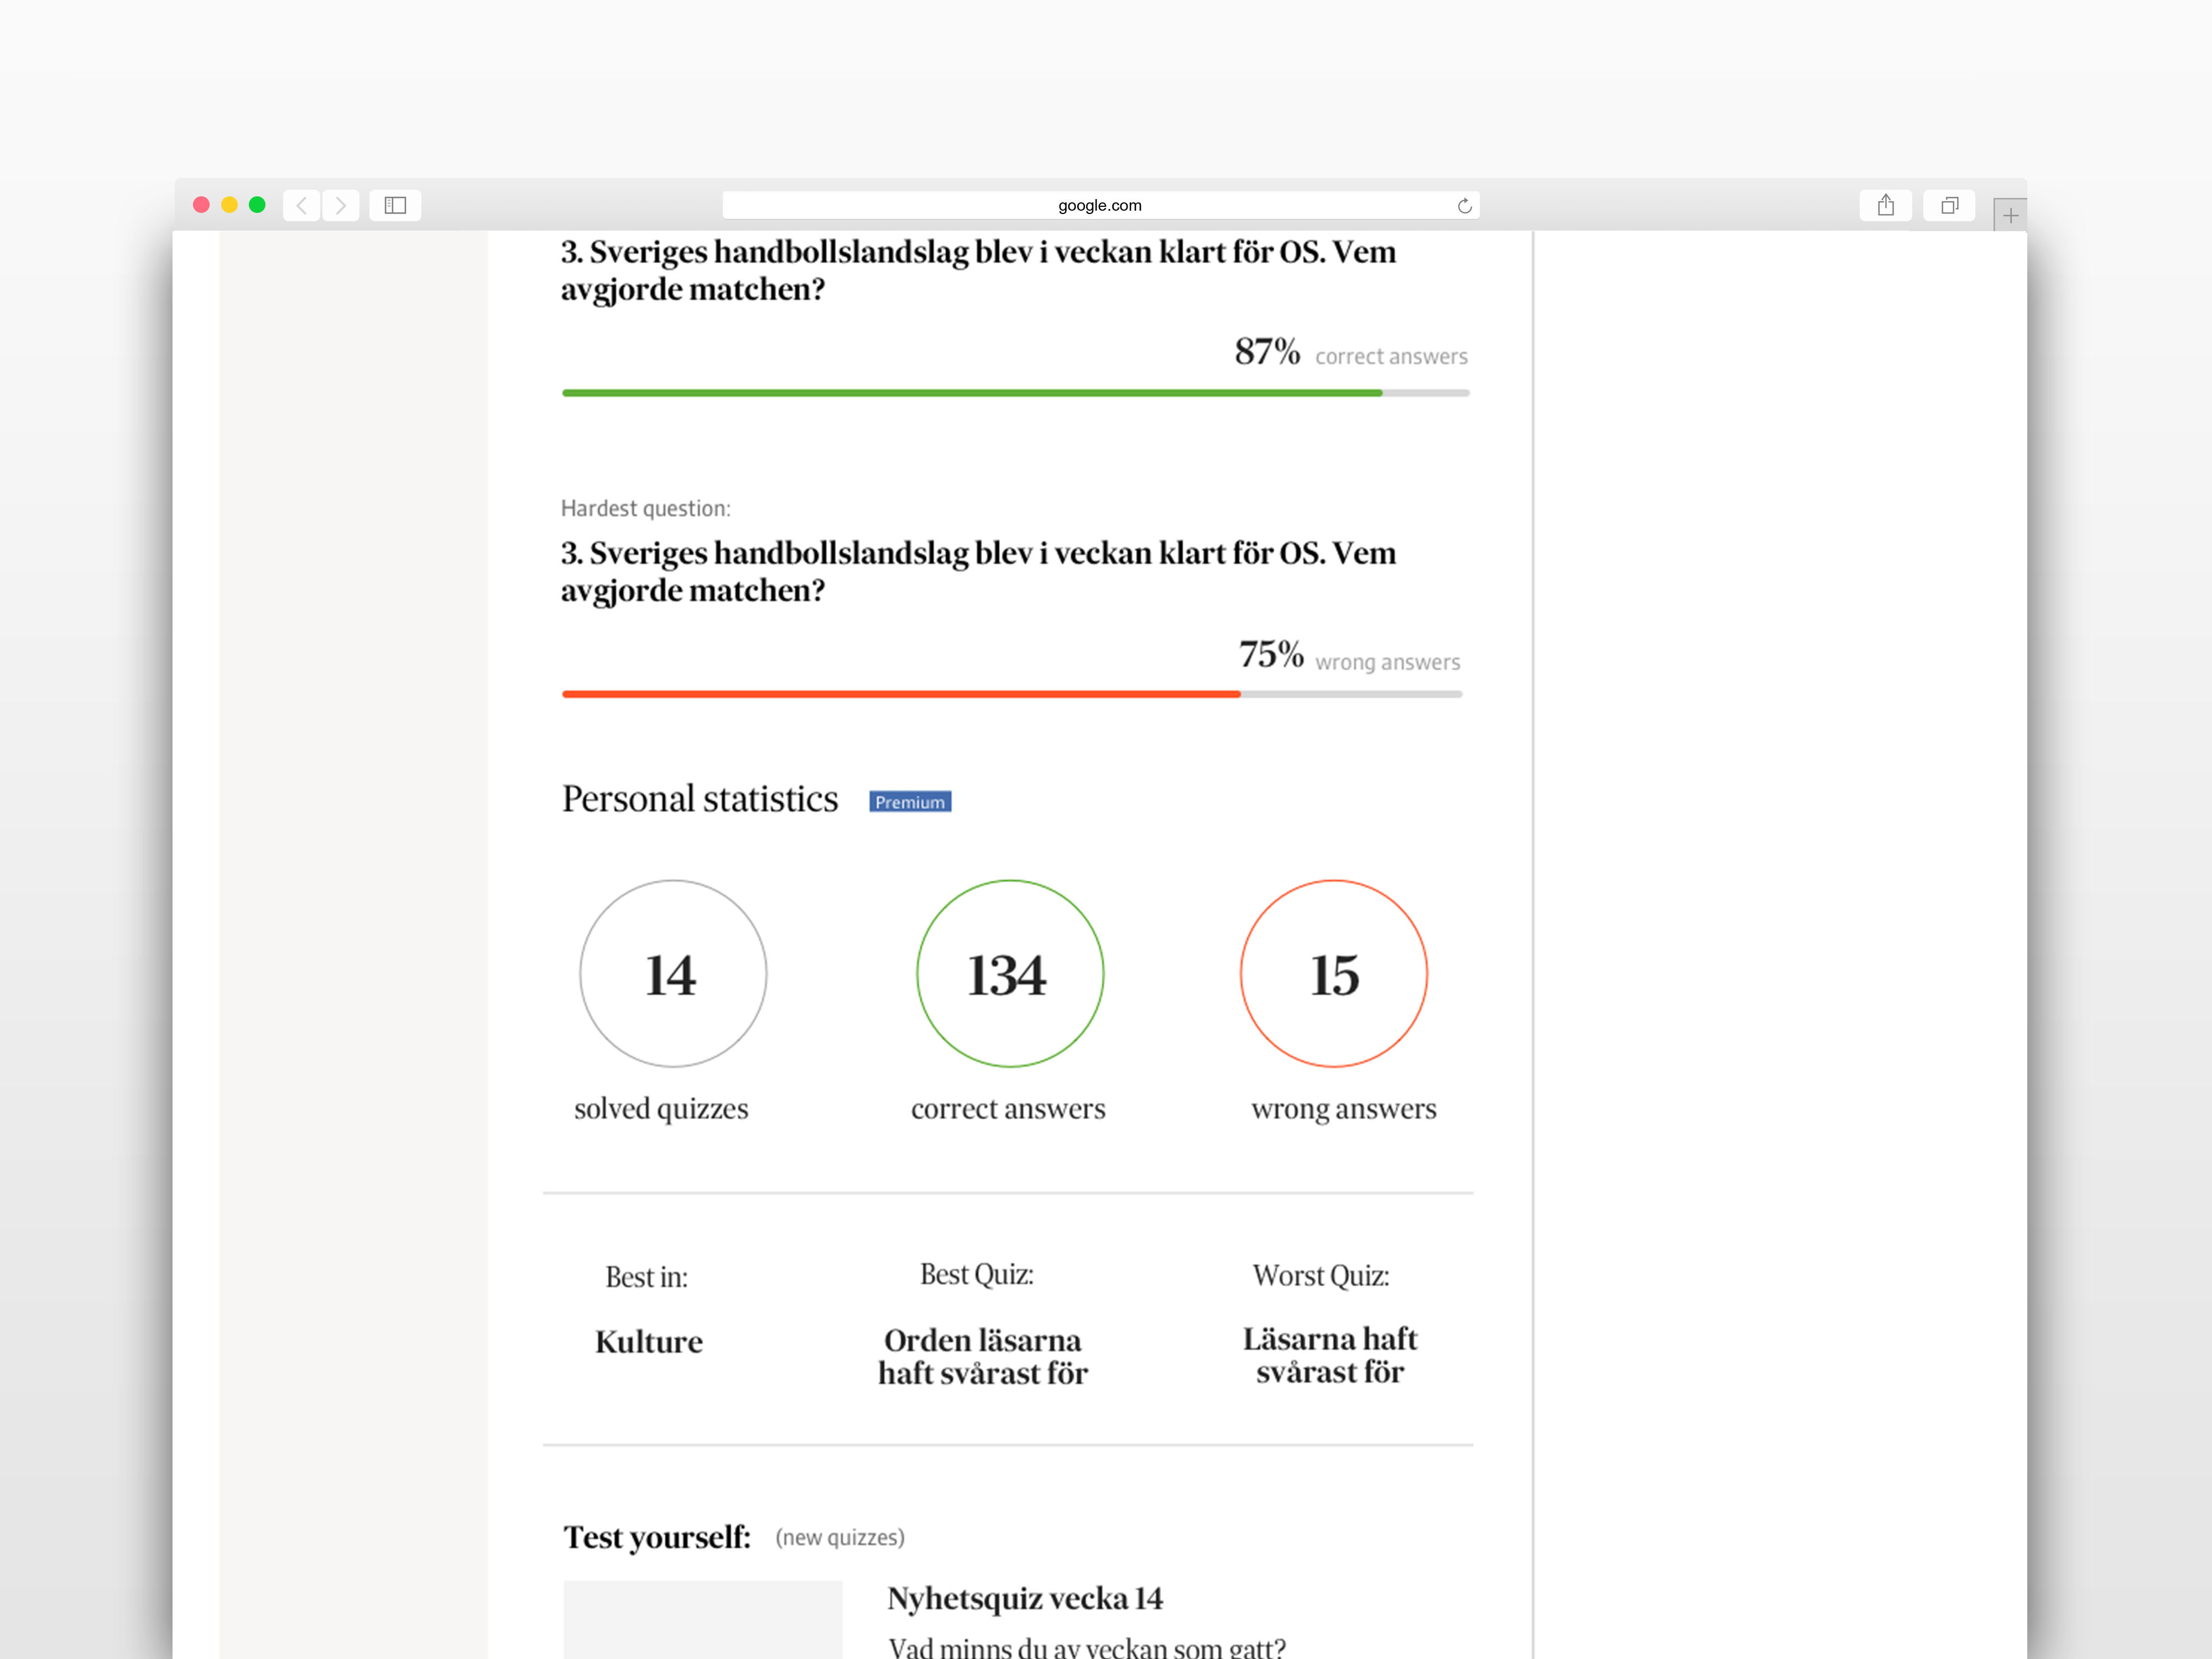 google.com
3. Sveriges handbollslandslag blev i veckan klart för OS. Vem
avgjorde matchen?
87% correct answers
Hardest question:
3. Sveriges handbollslandslag blev i veckan klart för OS. Vem
avgjorde matchen?
75% wrong answers
Personal statistics Premium
14
134
15
solved quizzes
correct answers
wrong answers
Best in:
Kulture
Best Quiz:
Orden läsarna
haft svårast för
Worst Quiz:
Läsarna haft
svårast för
Test yourself: (new quizzes)
Nyhetsquiz vecka 14
Vad minns du av veckan som gatt?